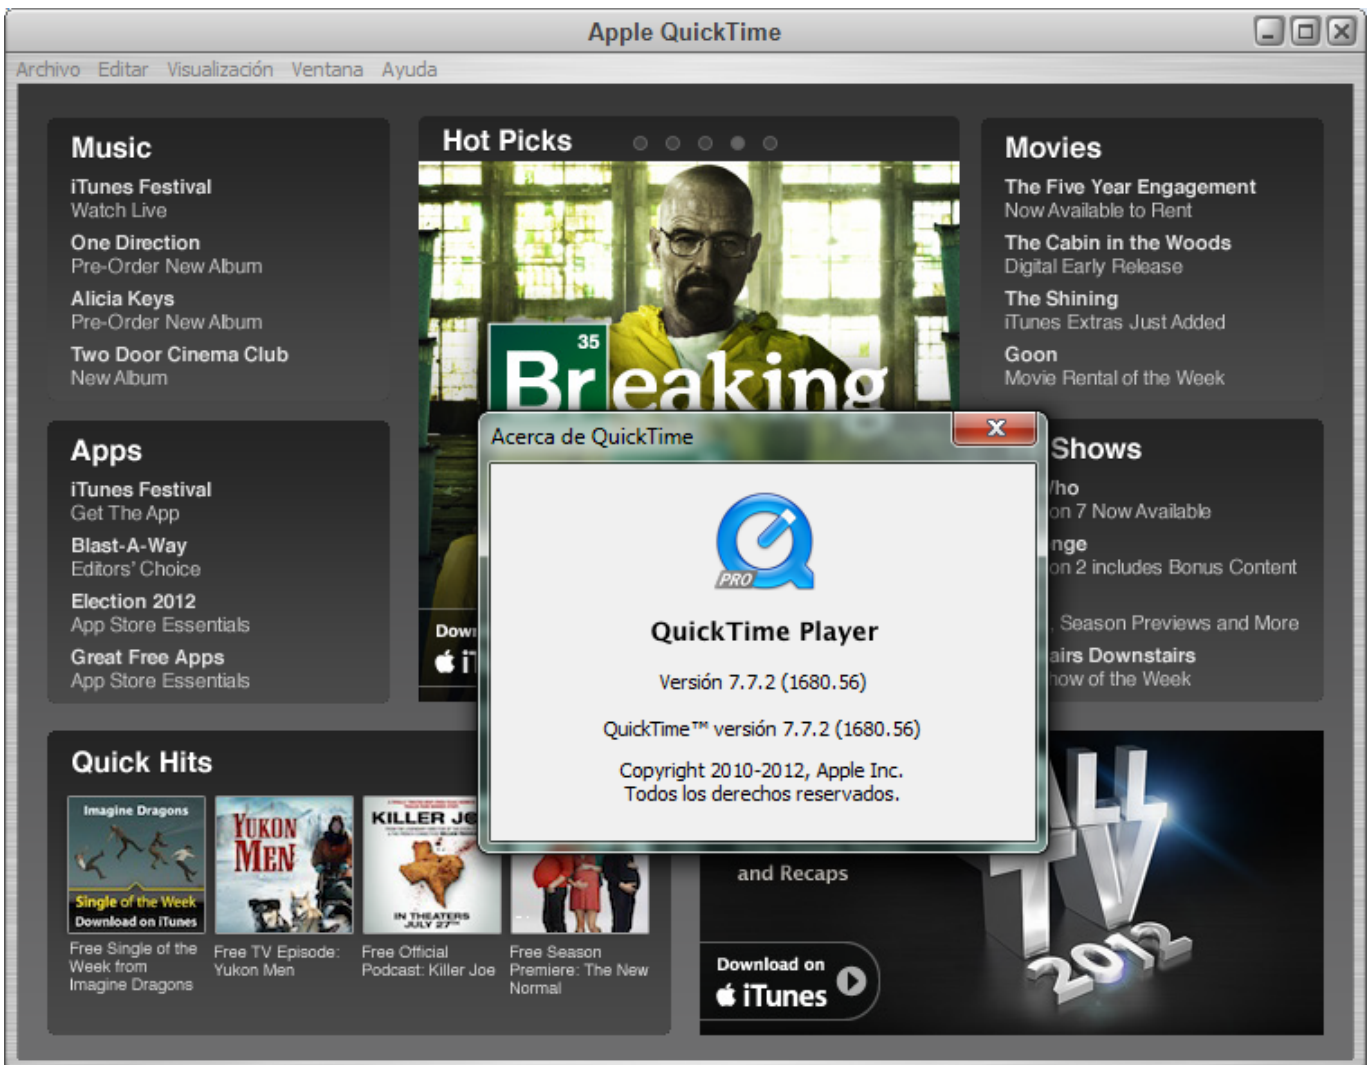 Apple QuickTime
Archivo Editar Visualización Ventana Ayuda
Music
iTunes Festival
Watch Live
One Direction
Pre-Order New Album
Alicia Keys
Pre-Order New Album
Two Door Cinema Club
New Album
Hot Picks
35
Breaking
Movies
The Five Year Engagement
Now Available to Rent
The Cabin in the Woods
Digital Early Release
The Shining
iTunes Extras Just Added
Goon
Movie Rental of the Week
Apps
iTunes Festival
Get The App
Blast-A-Way
Editors' Choice
Election 2012
App Store Essentials
Great Free Apps
App Store Essentials
Acerca de QuickTime
PRO
QuickTime Player
Versión 7.7.2 (1680.56)
QuickTime™ versión 7.7.2 (1680.56)
Copyright 2010-2012, Apple Inc.
Todos los derechos reservados.
Shows
7 Now Available
2 includes Bonus Content
, Season Previews and More
Downstairs
of the Week
Quick Hits
Imagine Dragons
Single of the Week
Download on iTunes
Free Single of the
Week from
Imagine Dragons
YUKON
MEN
Free TV Episode:
Yukon Men
KILLER
IN THEATERS
JULY 27TH
Free Official
Podcast: Killer Joe
Free Season
Premiere: The New
Normal
and Recaps
Download on
iTunes
TV
2012